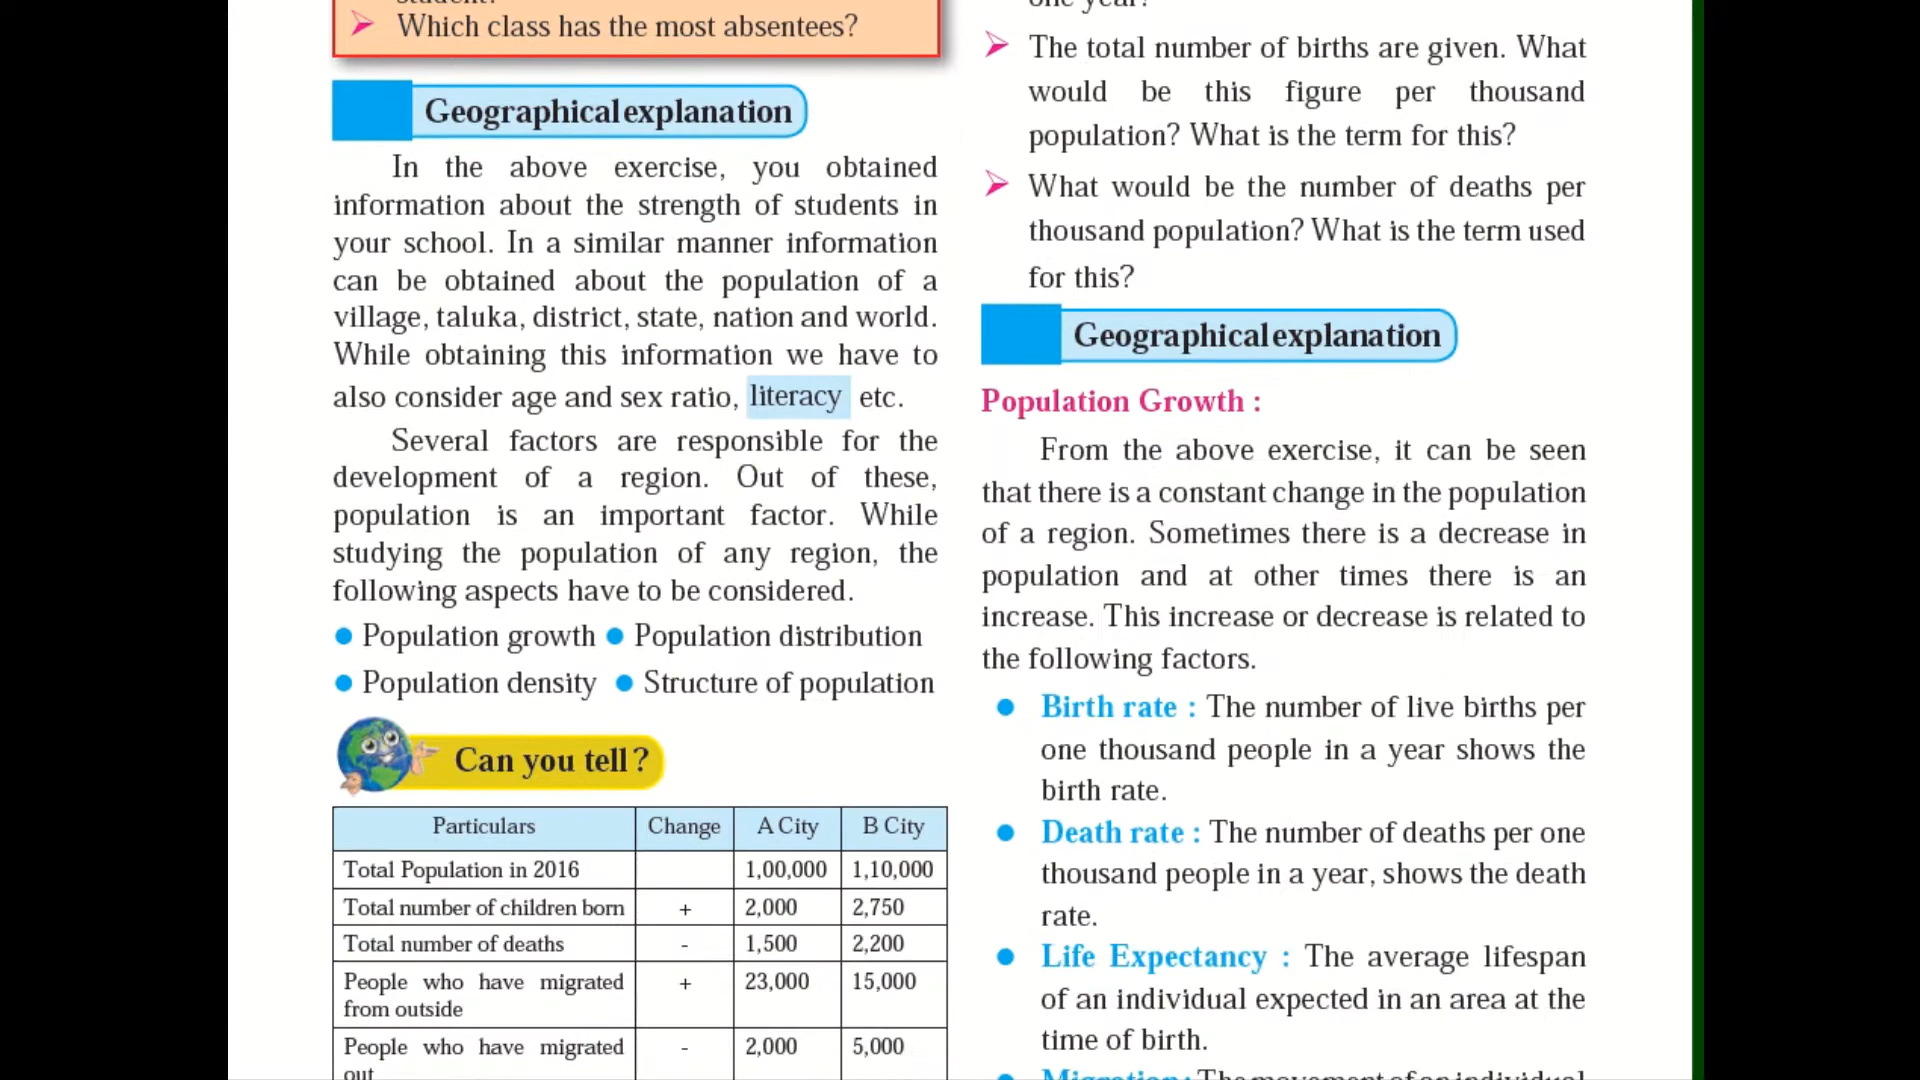 student?
Which class has the most absentees?
Geographical explanation
In the above exercise, you obtained
information about the strength of students in
your school. In a similar manner information
can be obtained about the population of a
village, taluka, district, state, nation and world.
While obtaining this information we have to
also consider age and sex ratio, literacy etc.
Several factors are responsible for the
development of a region. Out of these,
population is an important factor. While
studying the population of any region, the
following aspects have to be considered.
Population growth Population distribution
Population density Structure of population
Can you tell?
Particulars Change A City B City
Total Population in 2016 1,00,000 1,10,000
Total number of children born + 2,000 2,750
Total number of deaths - 1,500 2,200
People who have migrated + 23,000 15,000
from outside
People who have migrated - 2,000 5,000
out
one year?
The total number of births are given. What
would be this figure per thousand
population? What is the term for this?
What would be the number of deaths per
thousand population? What is the term used
for this?
Geographical explanation
Population Growth :
From the above exercise, it can be seen
that there is a constant change in the population
of a region. Sometimes there is a decrease in
population and at other times there is an
increase. This increase or decrease is related to
the following factors.
Birth rate : The number of live births per
one thousand people in a year shows the
birth rate.
Death rate : The number of deaths per one
thousand people in a year, shows the death
rate.
Life Expectancy : The average lifespan
of an individual expected in an area at the
time of birth.
Migration : The movement of an individual